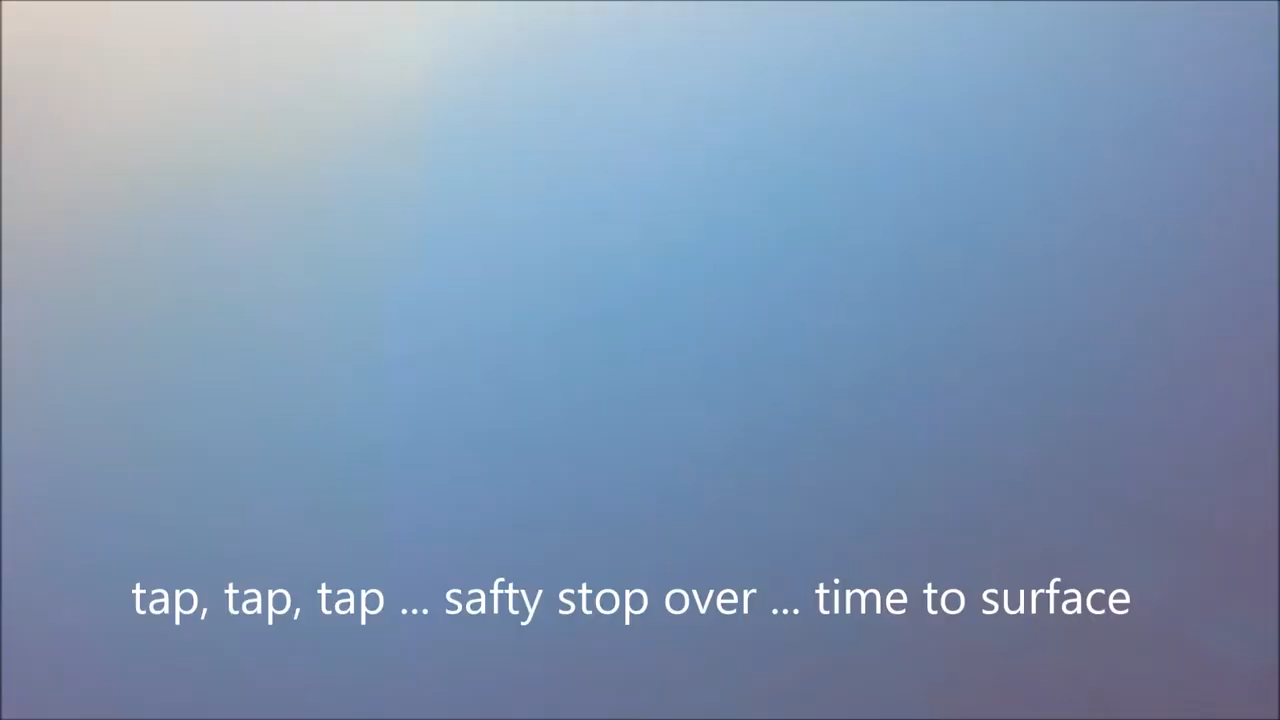 tap, tap, tap ... safty stop over ... time to surface